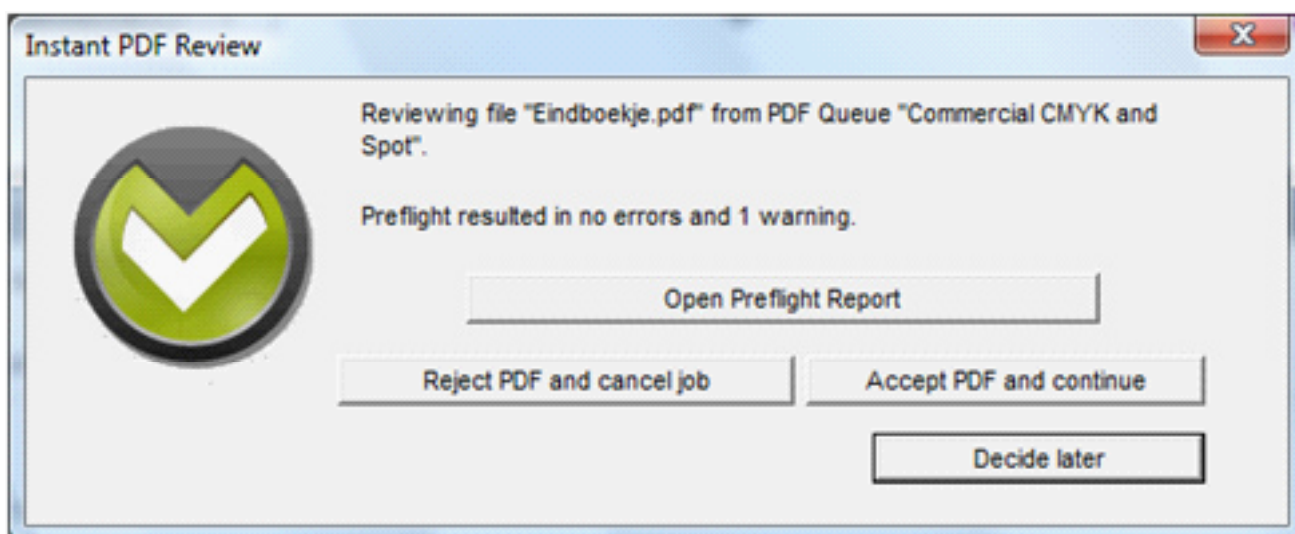 Instant PDF Review
Reviewing file "Eindboekje.pdf" from PDF Queue "Commercial CMYK and
Spot".
Preflight resulted in no errors and 1 warning.
Open Preflight Report
Reject PDF and cancel job
Accept PDF and continue
Decide later